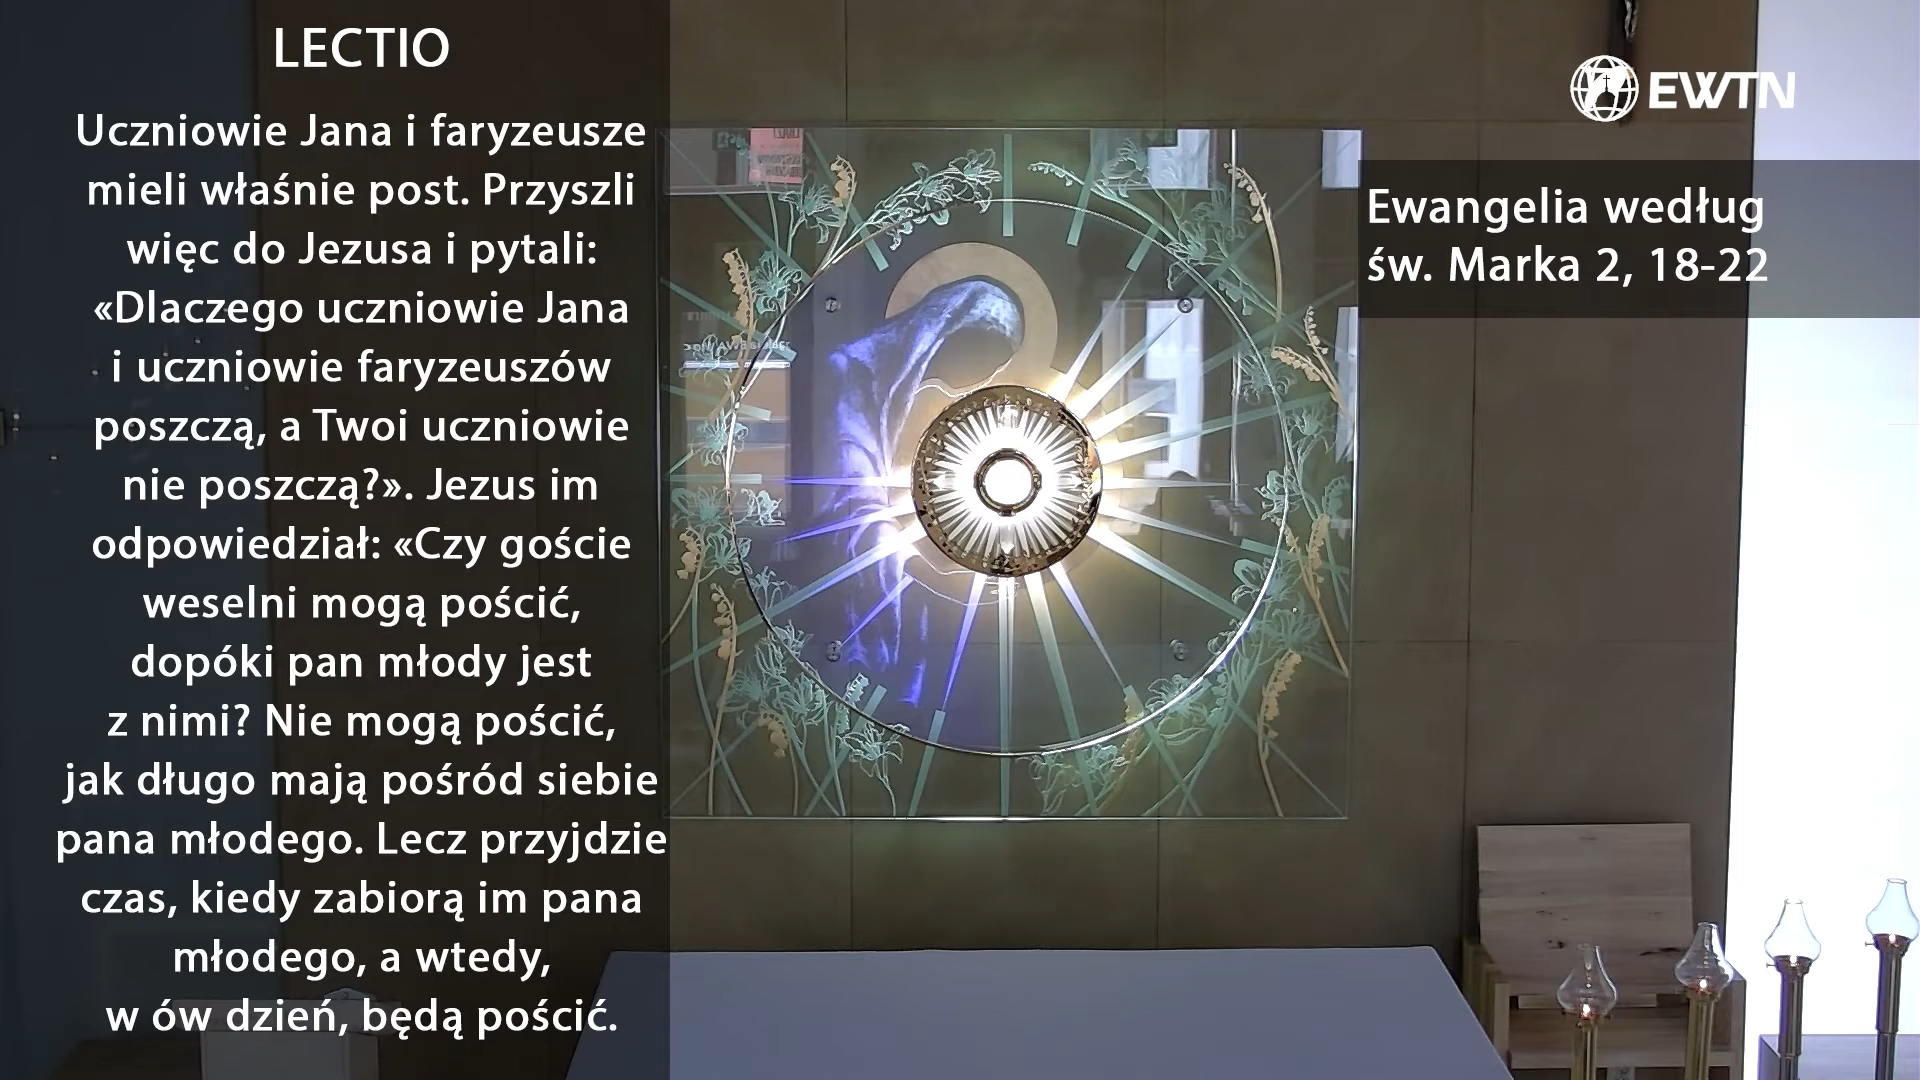 LECTIO
Uczniowie Jana i faryzeusze
mieli właśnie post. Przyszli
więc do Jezusa i pytali:
«Dlaczego uczniowie Jana
i uczniowie faryzeuszów
poszczą, a Twoi uczniowie
nie poszczą?». Jezus im
odpowiedział: «Czy goście
weselni mogą pościć,
dopóki pan młody jest
z nimi? Nie mogą pościć,
jak długo mają pośród siebie
pana młodego. Lecz przyjdzie
czas, kiedy zabiorą im pana
młodego, a wtedy,
w ów dzień, będą pościć.
EWTN
Ewangelia według
św. Marka 2, 18-22